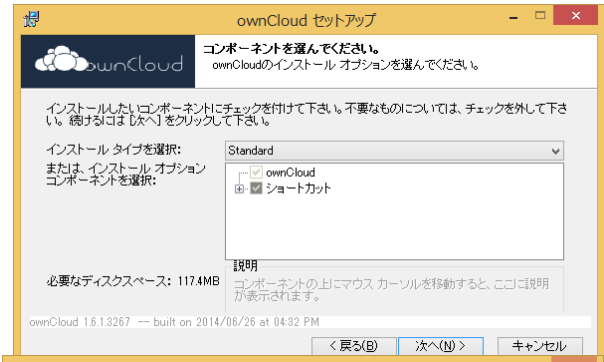 ownCloud セットアップ
ownCloud
コンポーネントを選んでください。
ownCloudのインストール オプションを選んでください。
インストールしたいコンポーネントにチェックを付けて下さい。不要なものについては、チェックを外して下さ
い。続けるには [次へ] をクリックして下さい。
インストール タイプを選択:
Standard
または、インストール オプション
コンポーネントを選択:
ownCloud
ショートカット
必要なディスクスペース: 117.4MB
説明
コンポーネントの上にマウス カーソルを移動すると、ここに説明
が表示されます。
ownCloud 1.6.1.3267 -- built on 2014/06/26 at 04:32 PM
< 戻る(B)
次へ(N) >
キャンセル